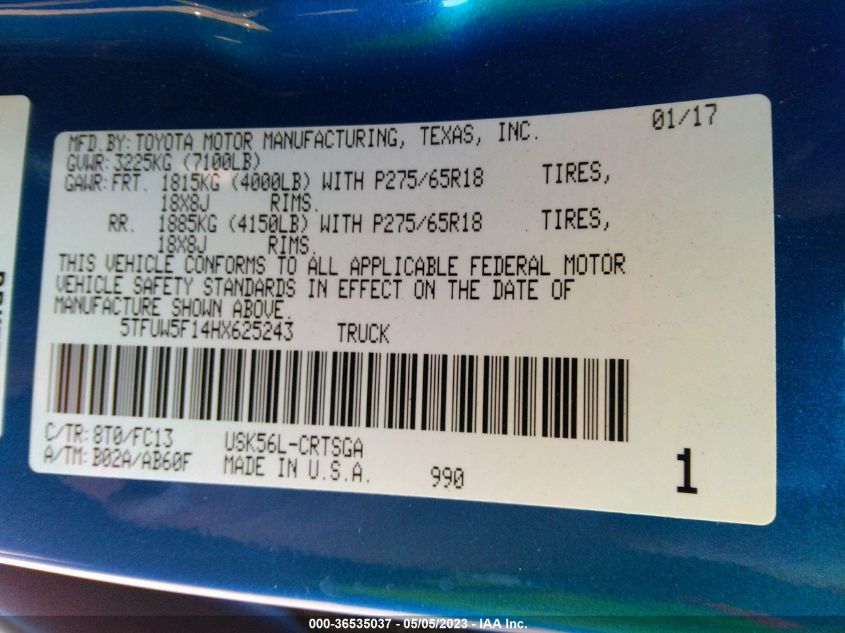 MFD.BY: TOYOTA MOTOR MANUFACTURING, TEXAS, INC. 01/17
GVWR: 3225KG (7100LB)
GAWR: FRT. 1815KG (4000LB) WITH P275/65R18 TIRES,
18X8J RIMS.
RR. 1885KG (4150LB) WITH P275/65R18 TIRES,
18X8J RIMS.
THIS VEHICLE CONFORMS TO ALL APPLICABLE FEDERAL MOTOR
VEHICLE SAFETY STANDARDS IN EFFECT ON THE DATE OF
MANUFACTURE SHOWN ABOVE.
5TFUW5F14HX625243 TRUCK
C/TR: 8T0/FC13 USK56L-CRTSGA
A/TM: B02A/AB60F MADE IN U.S.A. 990 1
000-36535037 - 05/05/2023 - IAA Inc.